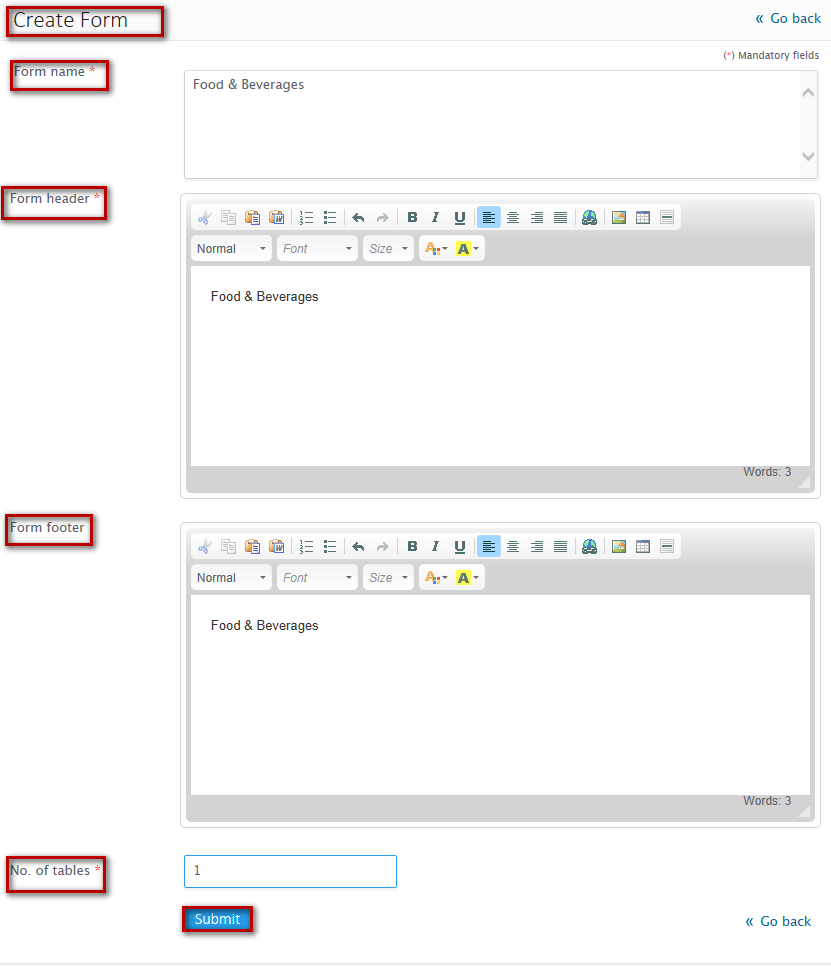 Create Form
« Go back
(*) Mandatory fields
Form name *
Food & Beverages
Form header *
B I U
Normal Font Size A A
Food & Beverages
Words: 3
Form footer
B I U
Normal Font Size A A
Food & Beverages
Words: 3
No. of tables *
1
Submit
« Go back